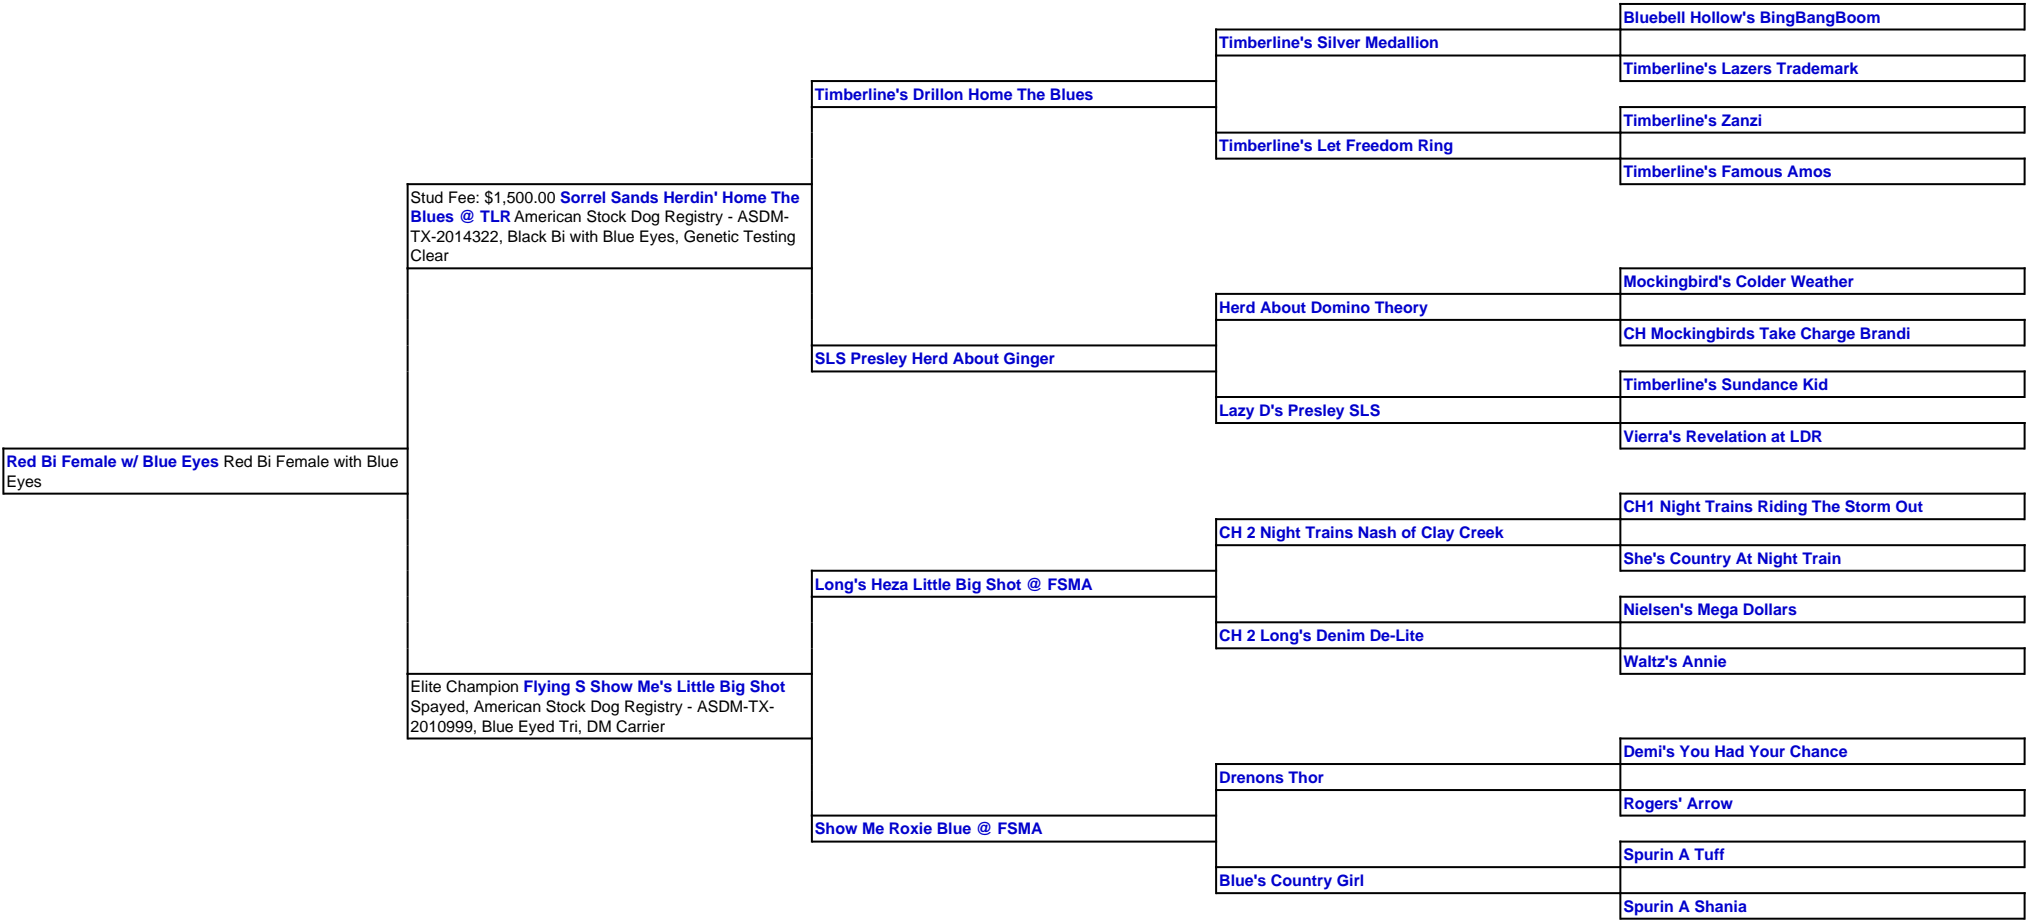 Bluebell Hollow's BingBangBoom
Timberline's Silver Medallion
Timberline's Lazers Trademark
Timberline's Drillon Home The Blues
Timberline's Zanzi
Timberline's Let Freedom Ring
Timberline's Famous Amos
Stud Fee: $1,500.00 Sorrel Sands Herdin' Home The
Blues @ TLR American Stock Dog Registry - ASDM-
TX-2014322, Black Bi with Blue Eyes, Genetic Testing
Clear
Mockingbird's Colder Weather
Herd About Domino Theory
CH Mockingbirds Take Charge Brandi
SLS Presley Herd About Ginger
Timberline's Sundance Kid
Lazy D's Presley SLS
Vierra's Revelation at LDR
Red Bi Female w/ Blue Eyes Red Bi Female with Blue
Eyes
CH1 Night Trains Riding The Storm Out
CH 2 Night Trains Nash of Clay Creek
She's Country At Night Train
Long's Heza Little Big Shot @ FSMA
Nielsen's Mega Dollars
CH 2 Long's Denim De-Lite
Waltz's Annie
Elite Champion Flying S Show Me's Little Big Shot
Spayed, American Stock Dog Registry - ASDM-TX-
2010999, Blue Eyed Tri, DM Carrier
Demi's You Had Your Chance
Drenons Thor
Rogers' Arrow
Show Me Roxie Blue @ FSMA
Spurin A Tuff
Blue's Country Girl
Spurin A Shania